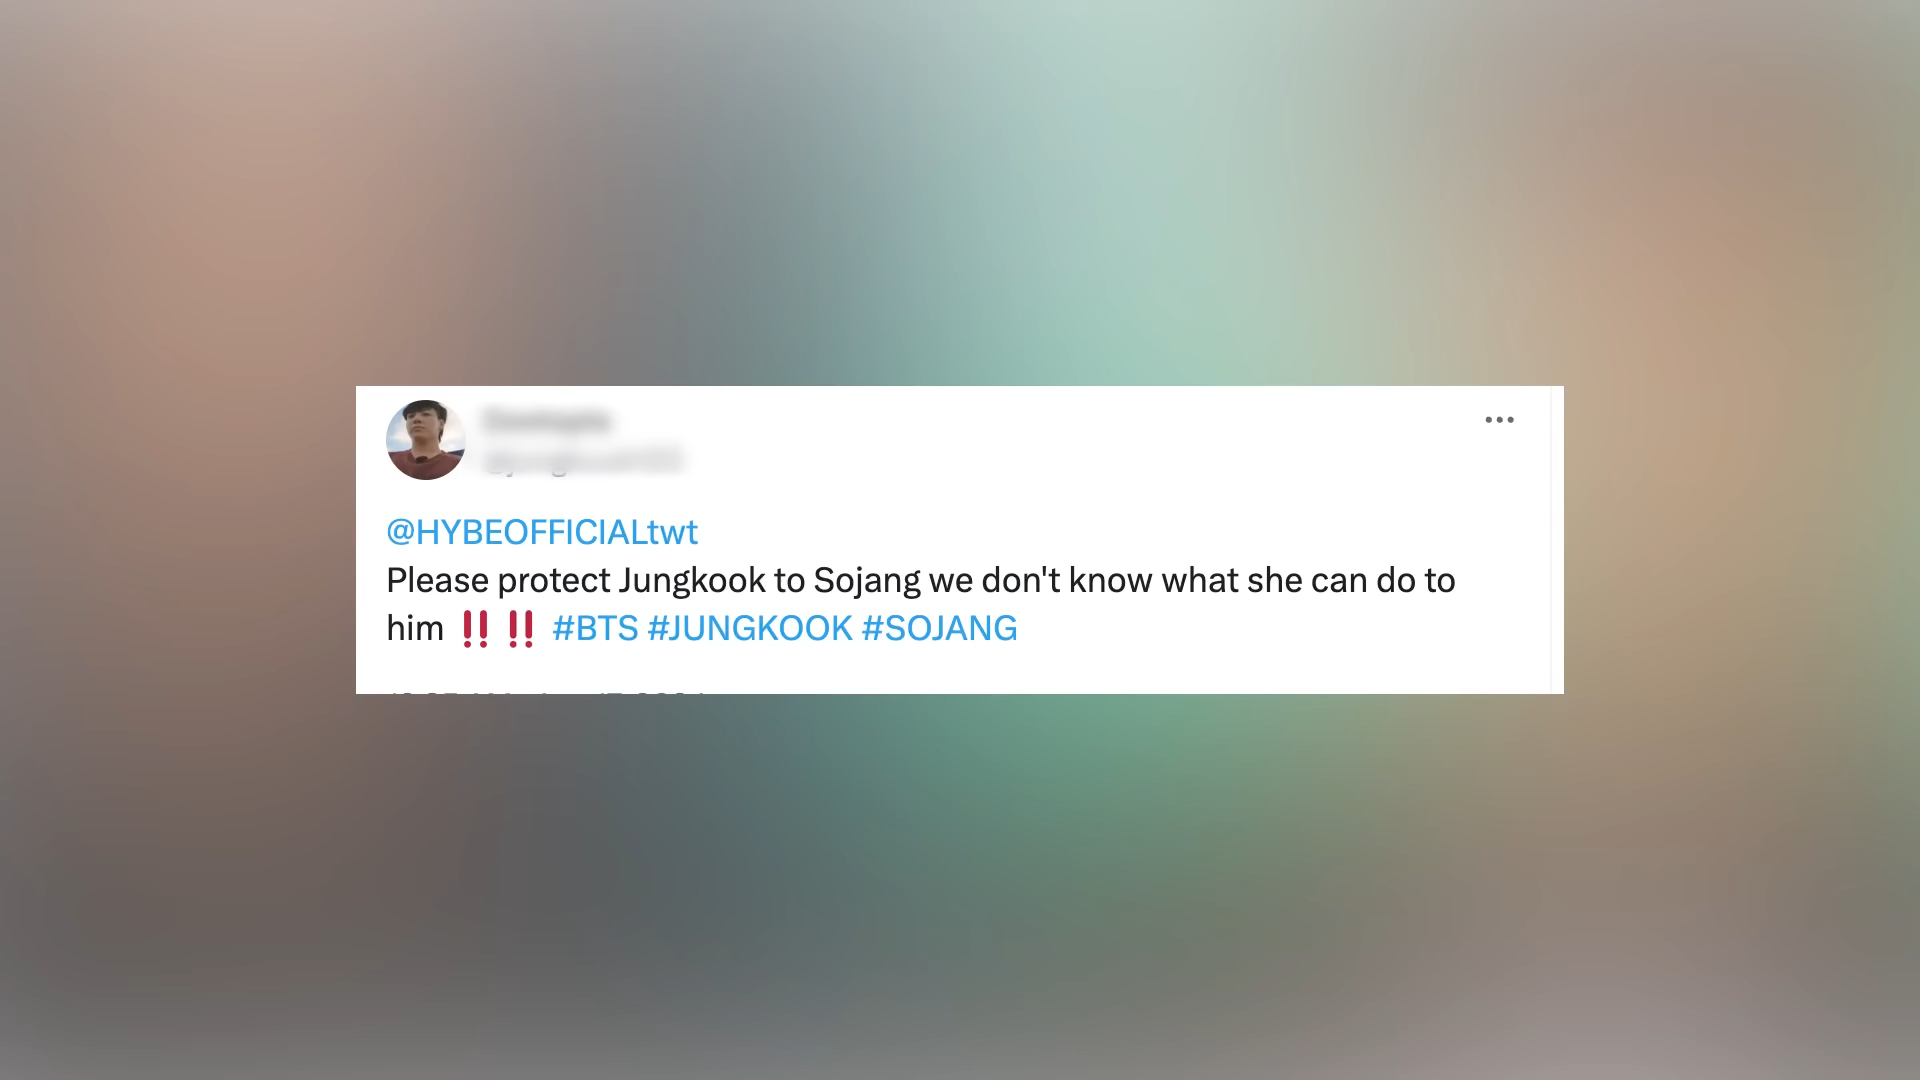 @HYBEOFFICIALtwt
Please protect Jungkook to Sojang we don't know what she can do to
him ‼️ ‼️ #BTS #JUNGKOOK #SOJANG